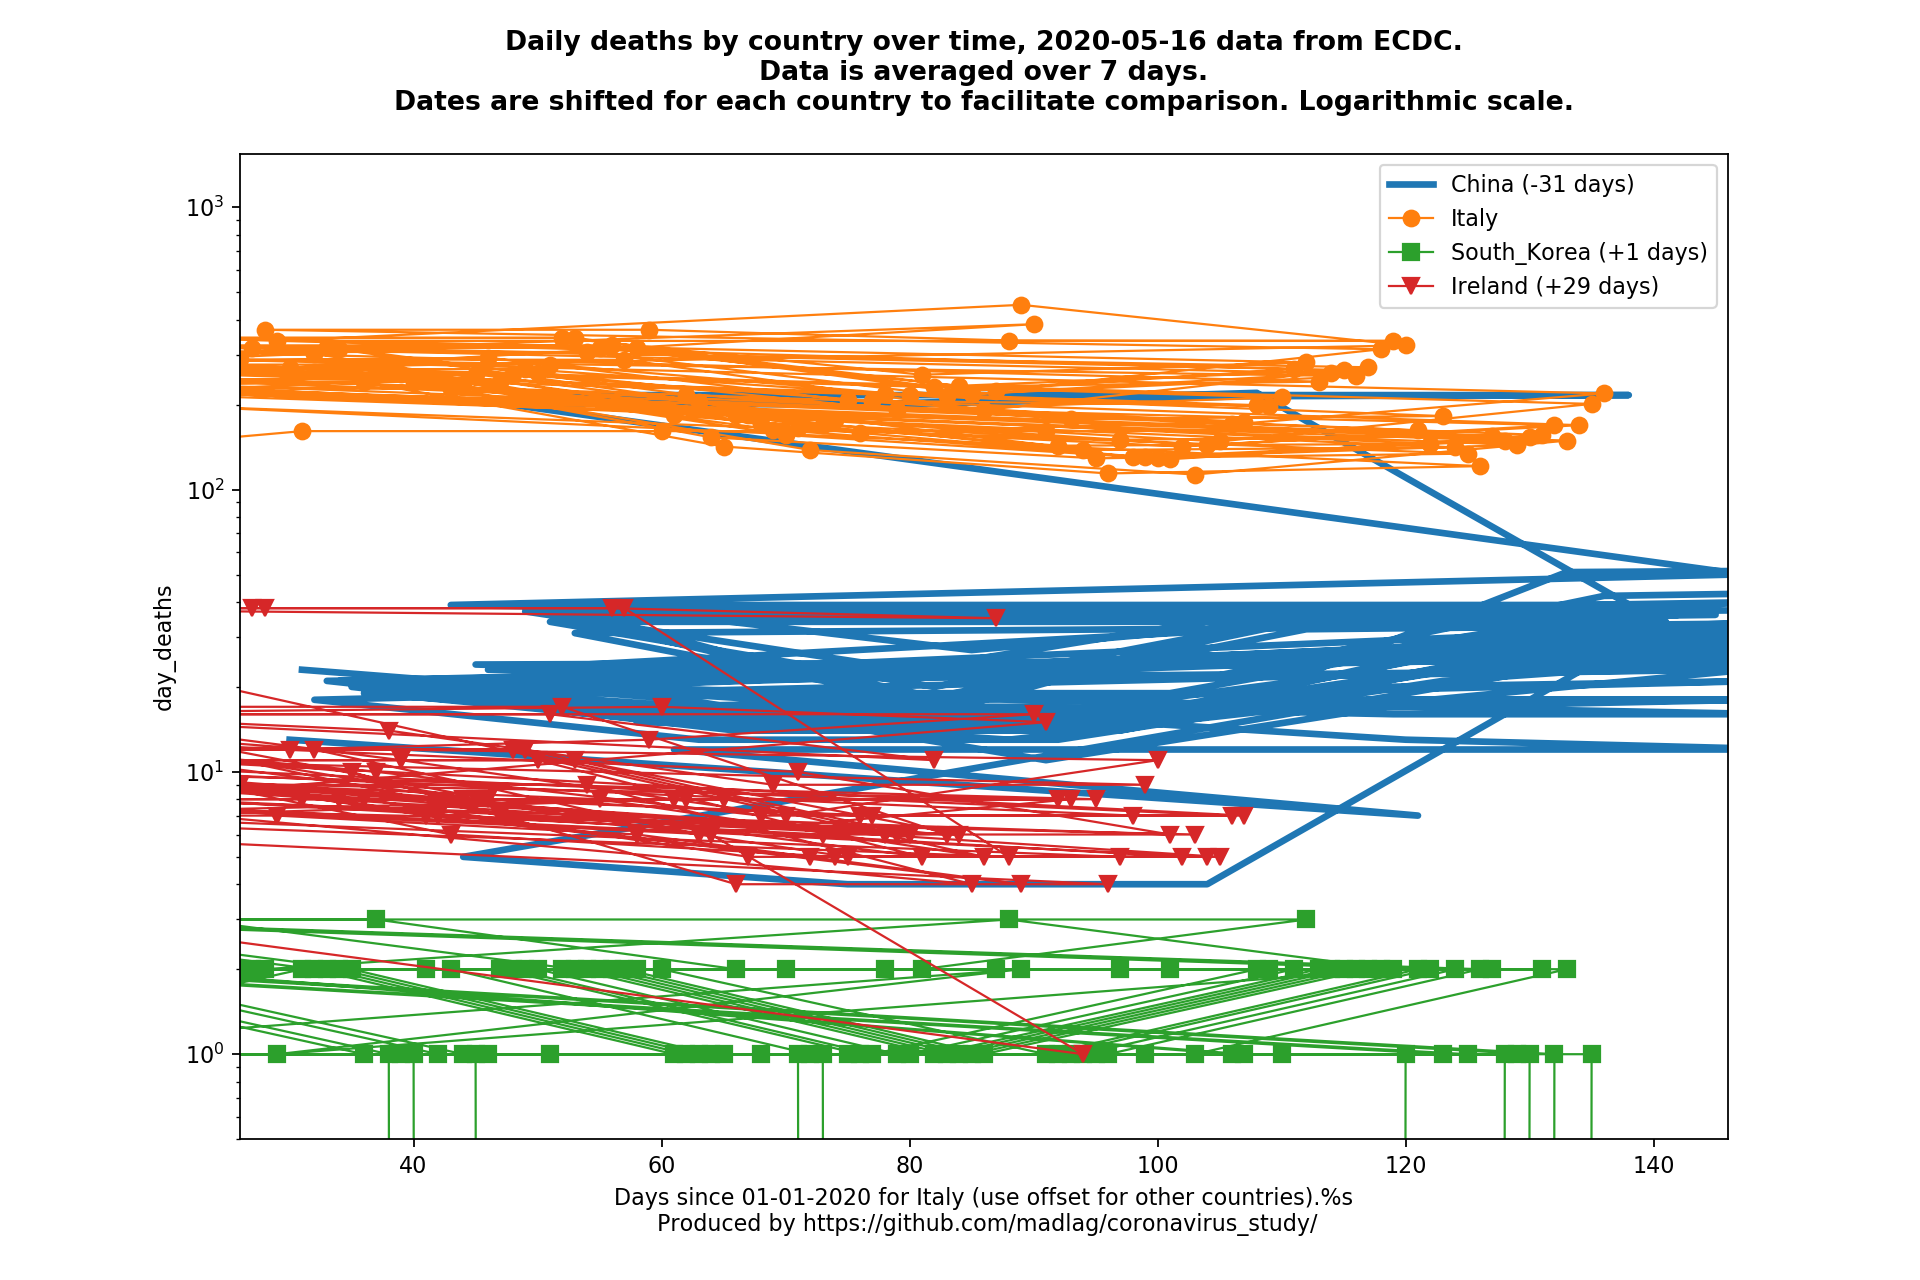 Daily deaths by country over time, 2020-05-16 data from ECDC.
Data is averaged over 7 days.
Dates are shifted for each country to facilitate comparison. Logarithmic scale.
China (-31 days)
Italy
South_Korea (+1 days)
Ireland (+29 days)
day_deaths
10³
10²
10¹
10⁰
40 60 80 100 120 140
Days since 01-01-2020 for Italy (use offset for other countries).%s
Produced by https://github.com/madlag/coronavirus_study/